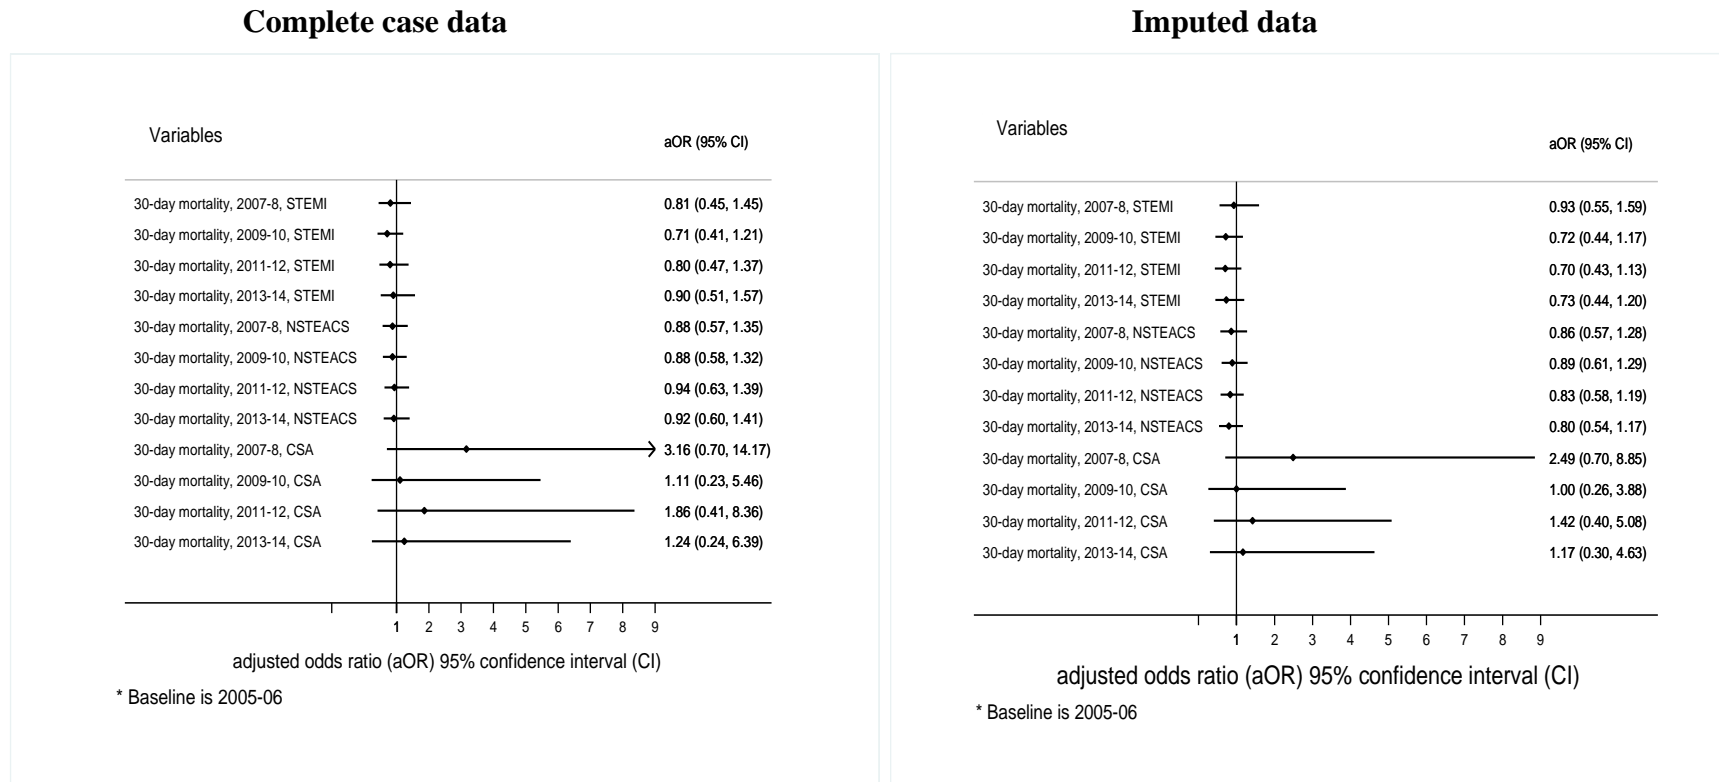 Complete case data
Variables
aOR (95% CI)
30-day mortality, 2007-8, STEMI 0.81 (0.45, 1.45)
30-day mortality, 2009-10, STEMI 0.71 (0.41, 1.21)
30-day mortality, 2011-12, STEMI 0.80 (0.47, 1.37)
30-day mortality, 2013-14, STEMI 0.90 (0.51, 1.57)
30-day mortality, 2007-8, NSTEACS 0.88 (0.57, 1.35)
30-day mortality, 2009-10, NSTEACS 0.88 (0.58, 1.32)
30-day mortality, 2011-12, NSTEACS 0.94 (0.63, 1.39)
30-day mortality, 2013-14, NSTEACS 0.92 (0.60, 1.41)
30-day mortality, 2007-8, CSA 3.16 (0.70, 14.17)
30-day mortality, 2009-10, CSA 1.11 (0.23, 5.46)
30-day mortality, 2011-12, CSA 1.86 (0.41, 8.36)
30-day mortality, 2013-14, CSA 1.24 (0.24, 6.39)
1 2 3 4 5 6 7 8 9
adjusted odds ratio (aOR) 95% confidence interval (CI)
* Baseline is 2005-06
Imputed data
Variables
aOR (95% CI)
30-day mortality, 2007-8, STEMI 0.93 (0.55, 1.59)
30-day mortality, 2009-10, STEMI 0.72 (0.44, 1.17)
30-day mortality, 2011-12, STEMI 0.70 (0.43, 1.13)
30-day mortality, 2013-14, STEMI 0.73 (0.44, 1.20)
30-day mortality, 2007-8, NSTEACS 0.86 (0.57, 1.28)
30-day mortality, 2009-10, NSTEACS 0.89 (0.61, 1.29)
30-day mortality, 2011-12, NSTEACS 0.83 (0.58, 1.19)
30-day mortality, 2013-14, NSTEACS 0.80 (0.54, 1.17)
30-day mortality, 2007-8, CSA 2.49 (0.70, 8.85)
30-day mortality, 2009-10, CSA 1.00 (0.26, 3.88)
30-day mortality, 2011-12, CSA 1.42 (0.40, 5.08)
30-day mortality, 2013-14, CSA 1.17 (0.30, 4.63)
1 2 3 4 5 6 7 8 9
adjusted odds ratio (aOR) 95% confidence interval (CI)
* Baseline is 2005-06